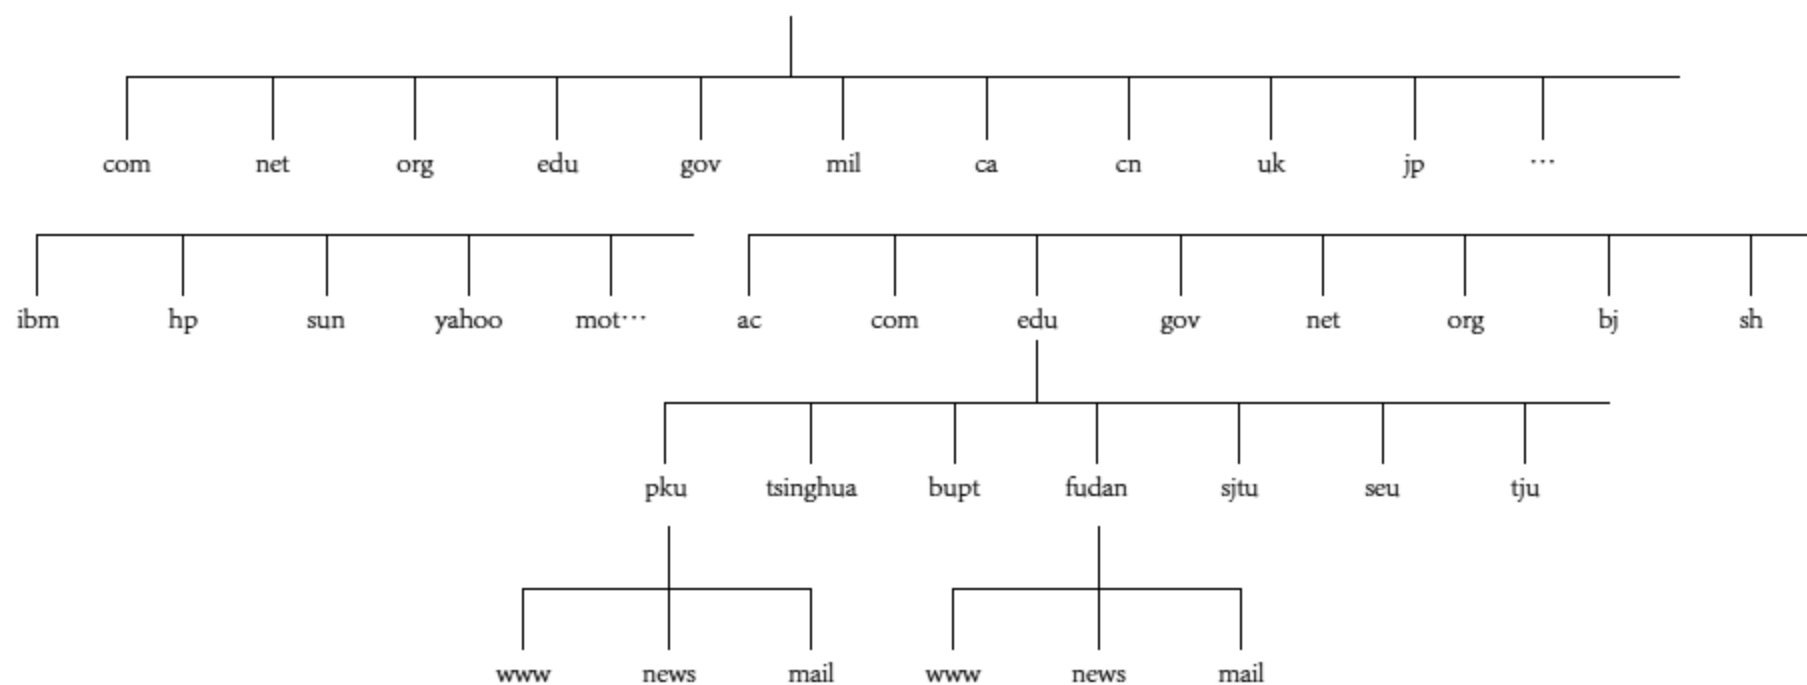 com net org edu gov mil ca cn uk jp …
ibm hp sun yahoo mot… ac com edu gov net org bj sh
pku tsinghua bupt fudan sjtu seu tju
www news mail www news mail